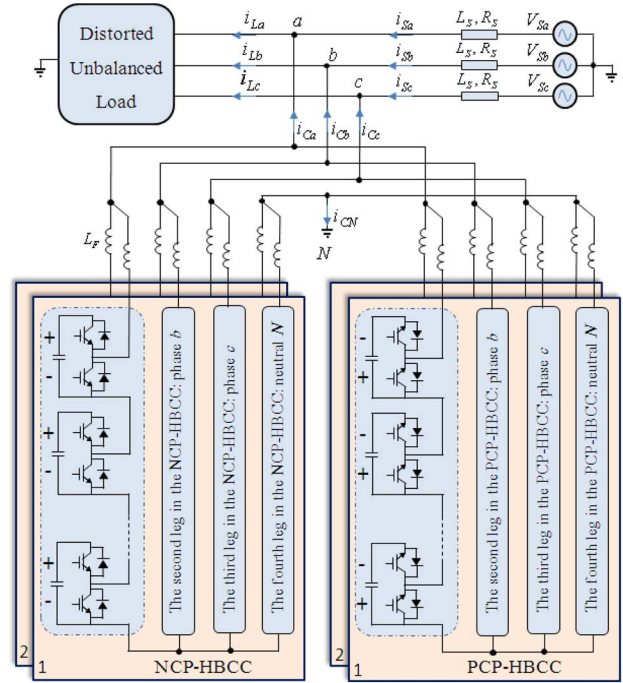 Distorted
Unbalanced
Load
i_La a i_Sa L_S, R_S V_Sa
i_Lb b i_Sb L_S, R_S V_Sb
i_Lc c i_Sc L_S, R_S V_Sc
i_Ca i_Cb i_Cc
L_F i_CN
N
+ - + - + -
The second leg in the NCP-HBCC: phase b
The third leg in the NCP-HBCC: phase c
The fourth leg in the NCP-HBCC: neutral N
- + - + - +
The second leg in the PCP-HBCC: phase b
The third leg in the PCP-HBCC: phase c
The fourth leg in the PCP-HBCC: neutral N
2 1 NCP-HBCC
2 1 PCP-HBCC